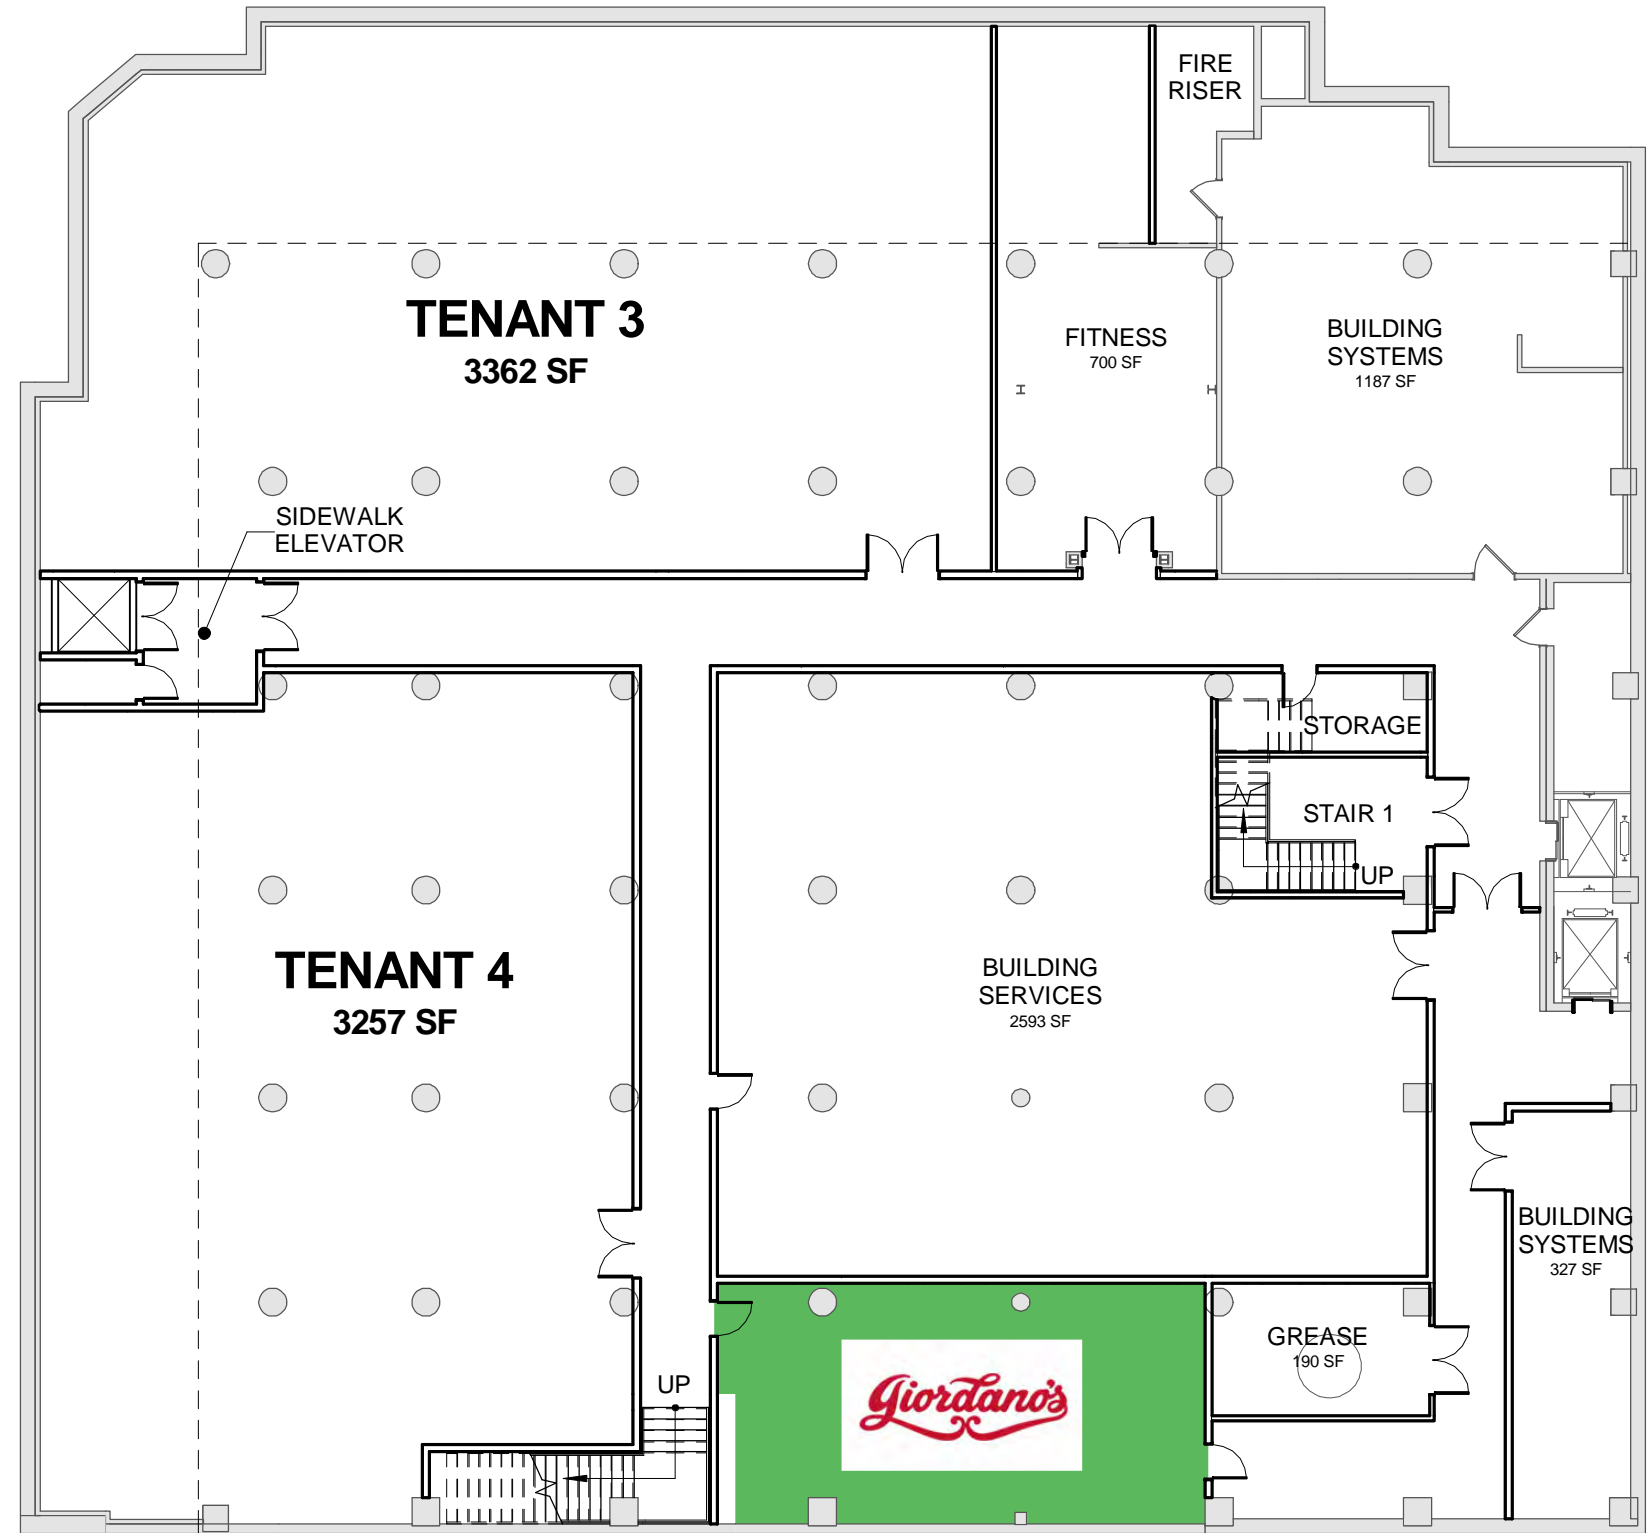 FIRE
RISER
TENANT 3
3362 SF
FITNESS
700 SF
BUILDING
SYSTEMS
1187 SF
SIDEWALK
ELEVATOR
STORAGE
STAIR 1
UP
TENANT 4
3257 SF
BUILDING
SERVICES
2593 SF
BUILDING
SYSTEMS
327 SF
GREASE
190 SF
UP
Giordano's